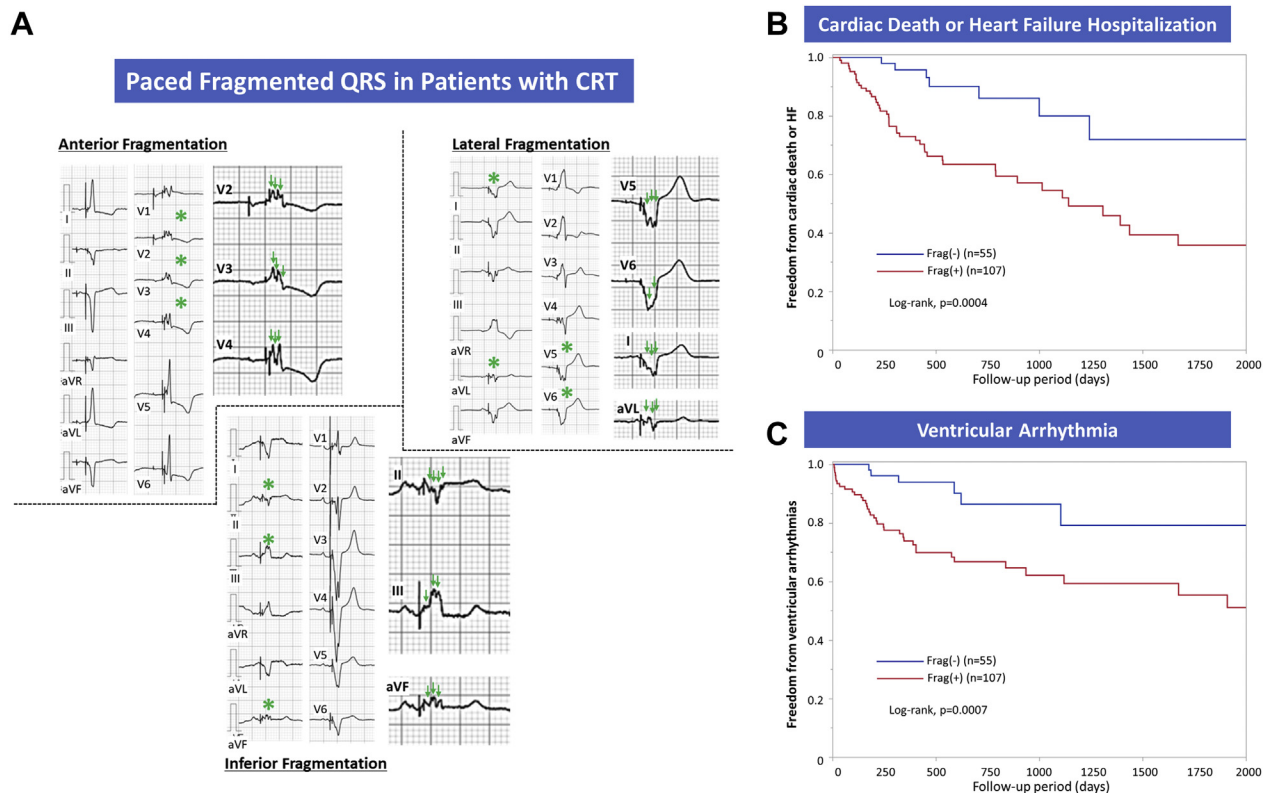 A
Paced Fragmented QRS in Patients with CRT
Anterior Fragmentation
I
II
III
aVR
aVL
aVF
V1
V2
V3
V4
V5
V6
V2
V3
V4
Lateral Fragmentation
I
II
III
aVR
aVL
aVF
V1
V2
V3
V4
V5
V6
V5
V6
I
aVL
I
II
III
aVR
aVL
aVF
V1
V2
V3
V4
V5
V6
II
III
aVF
Inferior Fragmentation
B
Cardiac Death or Heart Failure Hospitalization
Freedom from cardiac death or HF
1.0
0.8
0.6
0.4
0.2
0
Frag(-) (n=55)
Frag(+) (n=107)
Log-rank, p=0.0004
0 250 500 750 1000 1250 1500 1750 2000
Follow-up period (days)
C
Ventricular Arrhythmia
Freedom from ventricular arrhythmias
1.0
0.8
0.6
0.4
0.2
0
Frag(-) (n=55)
Frag(+) (n=107)
Log-rank, p=0.0007
0 250 500 750 1000 1250 1500 1750 2000
Follow-up period (days)